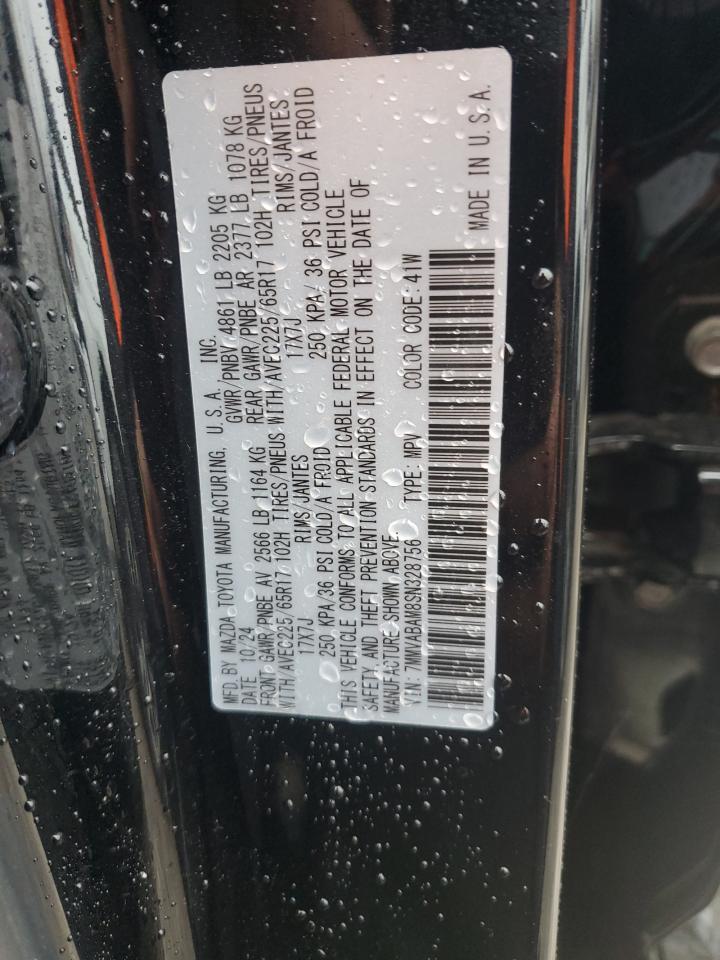 MFD. BY MAZDA TOYOTA MANUFACTURING, U.S.A. INC.
DATE 10/24 GVWR/PNBV 4861 LB 2205 KG
FRONT GAWR/PNBE AV 2566 LB 1164 KG REAR GAWR/PNBE AR 2377 LB 1078 KG
WITH/AVEC225/65R17 102H TIRES/PNEUS WITH/AVEC225/65R17 102H TIRES/PNEUS
17X7J RIMS/JANTES 17X7J RIMS/JANTES
250 KPA/36 PSI COLD/A FROID 250 KPA/36 PSI COLD/A FROID
THIS VEHICLE CONFORMS TO ALL APPLICABLE FEDERAL MOTOR VEHICLE
SAFETY AND THEFT PREVENTION STANDARDS IN EFFECT ON THE DATE OF
MANUFACTURE SHOWN ABOVE.
VIN: 7MMVABAW8SN328756 TYPE: MPV COLOR CODE: 41W
MADE IN U.S.A.